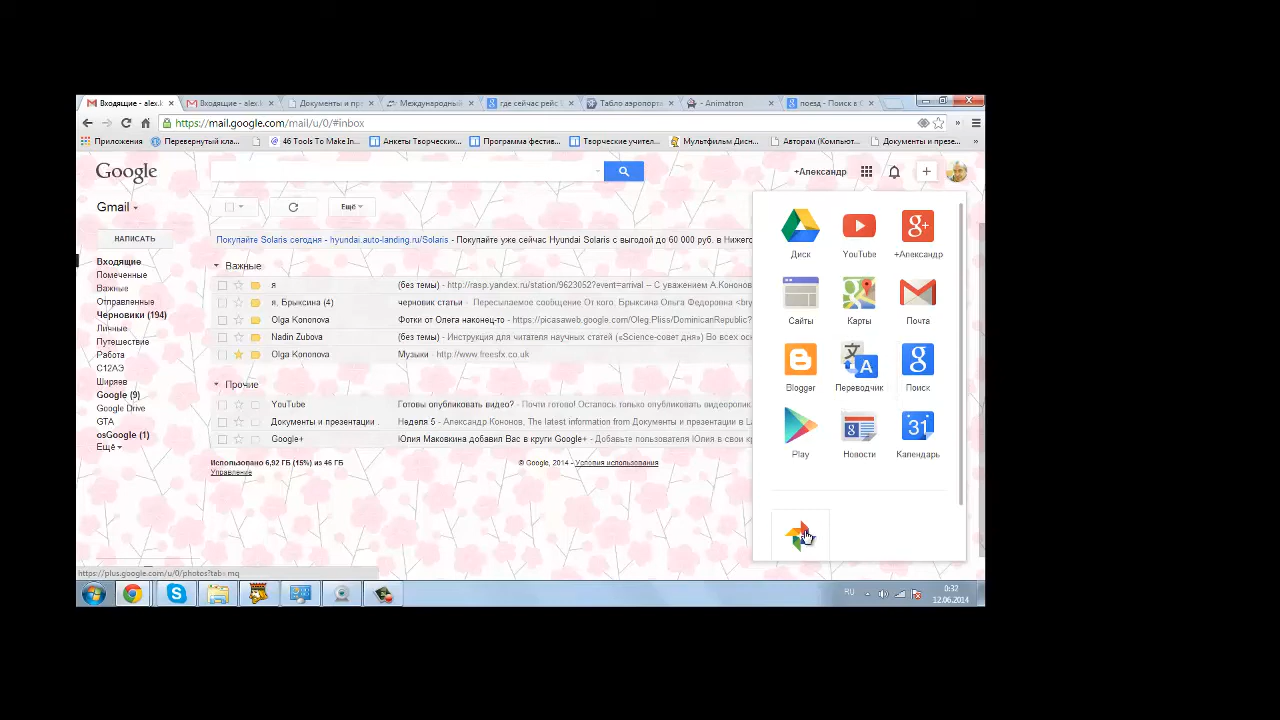 Входящие - alex.k
Входящие - alex.k
Документы и пре
Международный
где сейчас рейс
Табло аэропорта
- Animatron
поезд - Поиск в G
https://mail.google.com/mail/u/0/#inbox
Приложения
Перевернутый кла...
46 Tools To Make In...
Анкеты Творческих...
Программа фестив...
Творческие учител...
Мультфильм Дисн...
Авторам (Компьют...
Документы и презе...
Google
+Александр
Gmail
Ещё
НАПИСАТЬ
Покупайте Solaris сегодня - hyundai.auto-landing.ru/Solaris - Покупайте уже сейчас Hyundai Solaris с выгодой до 60 000 руб. в Нижего
Входящие
Помеченные
Важные
Отправленные
Черновики (194)
Личные
Путешествие
Работа
С12АЭ
Ширяев
Google (9)
Google Drive
GTA
osGoogle (1)
Ещё
Важные
я (без темы) - http://rasp.yandex.ru/station/9623052?event=arrival -- С уважением А.Кононов
я, Брыксина (4) черновик статьи - Пересылаемое сообщение От кого, Брыксина Ольга Федоровна <bry
Olga Kononova Фотки от Олега наконец-то - https://picasaweb.google.com/Oleg.Pliss/DominicanRepublic?
Nadin Zubova (без темы) - Инструкция для читателя научных статей («Science-совет дня») Во всех
Olga Kononova Музыки - http://www.freesfx.co.uk
Прочие
YouTube Готовы опубликовать видео? - Почти готово! Осталось только опубликовать видеоролик
Документы и презентации . Неделя 5 - Александр Кононов, The latest information from Документы и презентации в
Google+ Юлия Маковкина добавил Вас в круги Google+ - Добавьте пользователя Юлия в свои
Использовано 6,92 ГБ (15%) из 46 ГБ
Управление
© Google, 2014 - Условия использования
Диск
YouTube
+Александр
Сайты
Карты
Почта
Blogger
Переводчик
Поиск
Play
Новости
31
Календарь
https://plus.google.com/u/0/photos?tab=mq
RU
0:32
12.06.2014